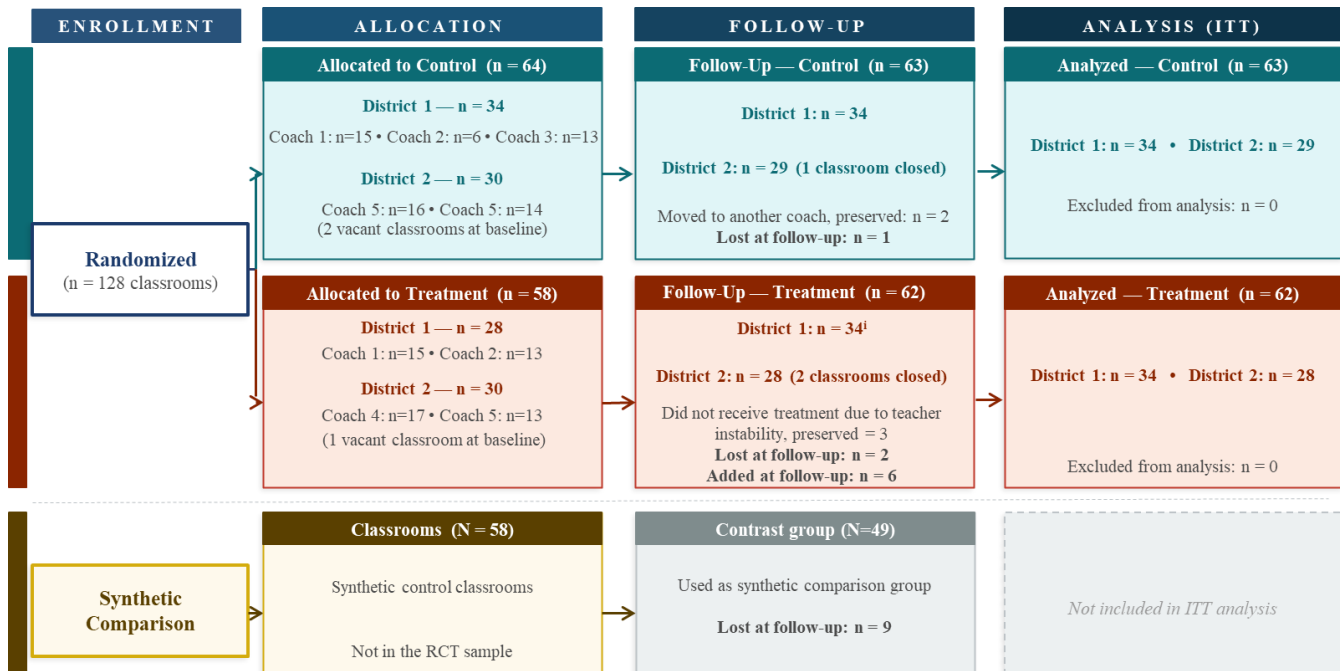 ENROLLMENT
ALLOCATION
FOLLOW-UP
ANALYSIS (ITT)
Randomized
(n = 128 classrooms)
Allocated to Control (n = 64)
District 1 — n = 34
Coach 1: n=15 • Coach 2: n=6 • Coach 3: n=13
District 2 — n = 30
Coach 5: n=16 • Coach 5: n=14
(2 vacant classrooms at baseline)
Follow-Up — Control (n = 63)
District 1: n = 34
District 2: n = 29 (1 classroom closed)
Moved to another coach, preserved: n = 2
Lost at follow-up: n = 1
Analyzed — Control (n = 63)
District 1: n = 34 • District 2: n = 29
Excluded from analysis: n = 0
Allocated to Treatment (n = 58)
District 1 — n = 28
Coach 1: n=15 • Coach 2: n=13
District 2 — n = 30
Coach 4: n=17 • Coach 5: n=13
(1 vacant classroom at baseline)
Follow-Up — Treatment (n = 62)
District 1: n = 34ⁱ
District 2: n = 28 (2 classrooms closed)
Did not receive treatment due to teacher
instability, preserved = 3
Lost at follow-up: n = 2
Added at follow-up: n = 6
Analyzed — Treatment (n = 62)
District 1: n = 34 • District 2: n = 28
Excluded from analysis: n = 0
Synthetic
Comparison
Classrooms (N = 58)
Synthetic control classrooms
Not in the RCT sample
Contrast group (N=49)
Used as synthetic comparison group
Lost at follow-up: n = 9
Not included in ITT analysis